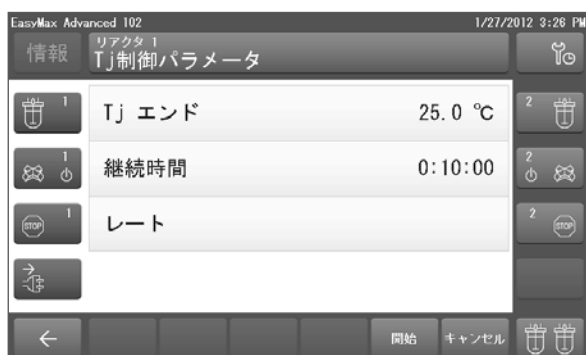 EasyMax Advanced 102
1/27/2012 3:26 PM
情報
リアクタ 1
Tj制御パラメータ
1
Tj エンド
25.0 ℃
2
1
継続時間
0:10:00
2
STOP
1
レート
2
STOP
開始
キャンセル